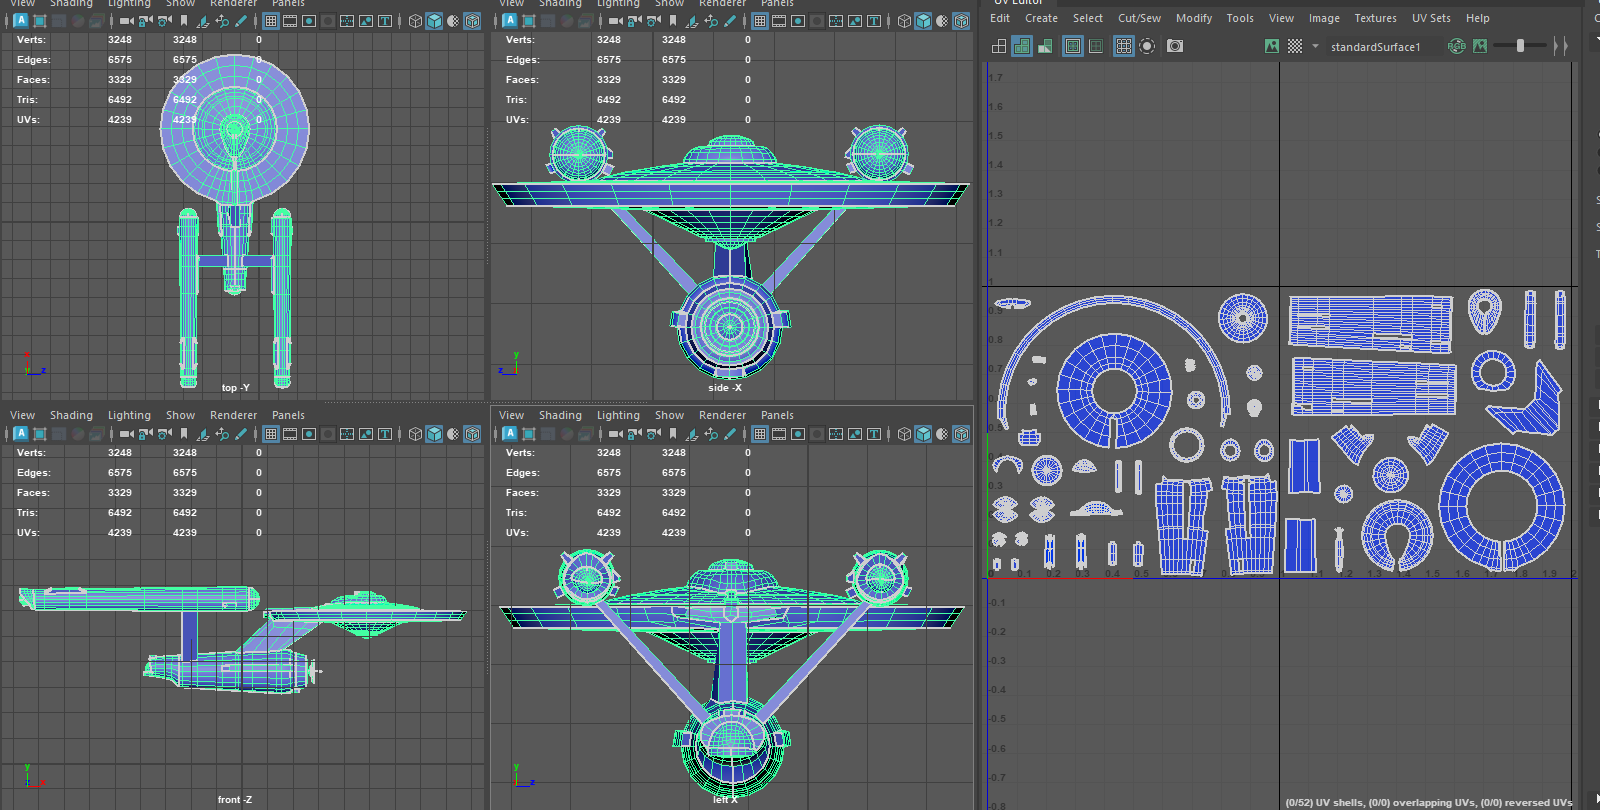 View Shading Lighting Show Renderer Panels
Verts: 3248 3248 0
Edges: 6575 6575 0
Faces: 3329 3329 0
Tris: 6492 6492 0
UVs: 4239 4239 0
top -Y
View Shading Lighting Show Renderer Panels
Verts: 3248 3248 0
Edges: 6575 6575 0
Faces: 3329 3329 0
Tris: 6492 6492 0
UVs: 4239 4239 0
y
z
side -X
View Shading Lighting Show Renderer Panels
Verts: 3248 3248 0
Edges: 6575 6575 0
Faces: 3329 3329 0
Tris: 6492 6492 0
UVs: 4239 4239 0
y
front -Z
View Shading Lighting Show Renderer Panels
Verts: 3248 3248 0
Edges: 6575 6575 0
Faces: 3329 3329 0
Tris: 6492 6492 0
UVs: 4239 4239 0
y
z
left X
UV Editor
Edit Create Select Cut/Sew Modify Tools View Image Textures UV Sets Help
standardSurface1
RGB
1.7
1.6
1.5
1.4
1.3
1.2
1.1
1
0.9
0.8
0.7
0.4
0.3
0.1 0.2 0.3 0.4 0.5 1.1 1.2 1.3 1.4 1.5 1.6 1.7 1.8 1.9 2
-0.1
-0.2
-0.3
-0.4
-0.5
-0.6
-0.7
-0.8
(0/52) UV shells, (0/0) overlapping UVs, (0/0) reversed UVs